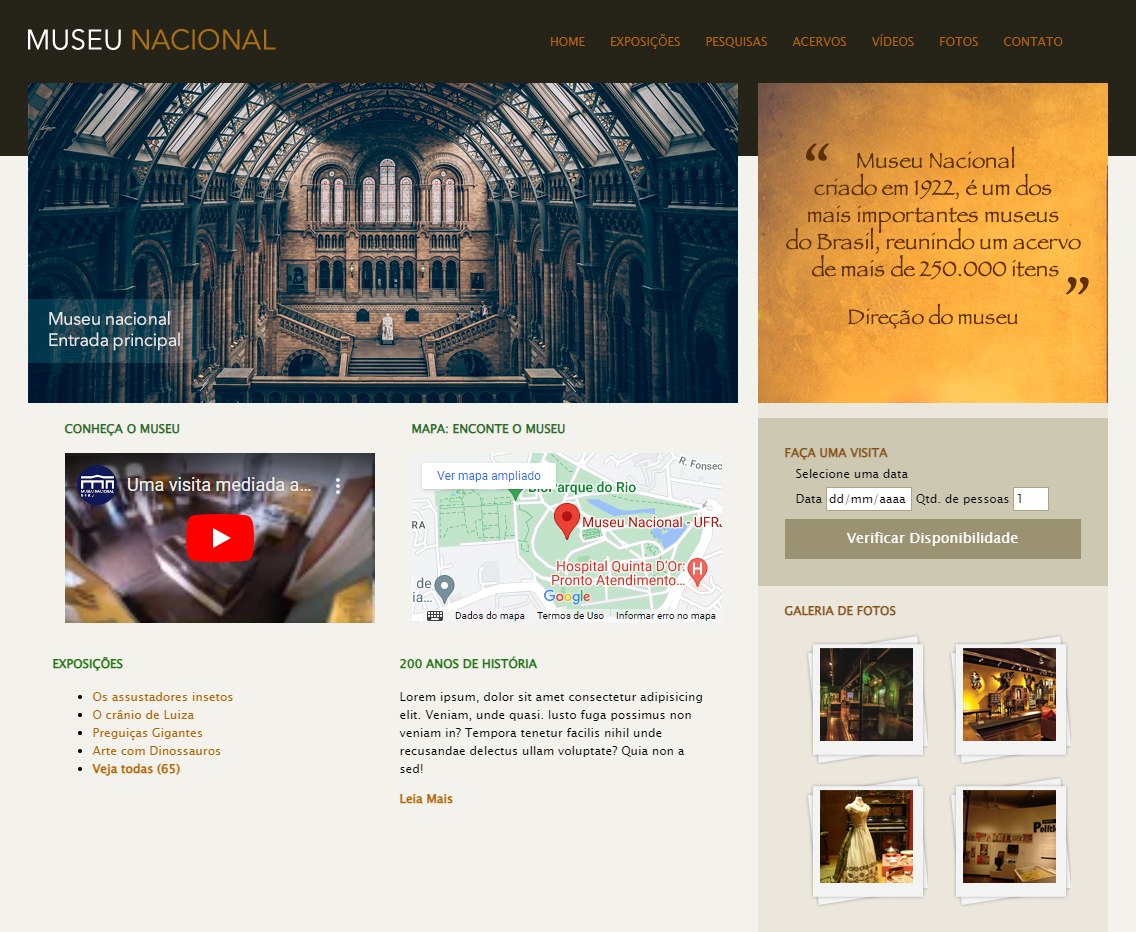 MUSEU NACIONAL
HOME EXPOSIÇÕES PESQUISAS ACERVOS VÍDEOS FOTOS CONTATO
Museu nacional
Entrada principal
“ Museu Nacional
criado em 1922, é um dos
mais importantes museus
do Brasil, reunindo um acervo
de mais de 250.000 itens ”
Direção do museu
CONHEÇA O MUSEU
Uma visita mediada a...
MUSEU NACIONAL
UFRJ
MAPA: ENCONTE O MUSEU
Ver mapa ampliado
R. Fonsec
BioParque do Rio
RA
Museu Nacional - UFRJ
Hospital Quinta D'Or:
Pronto Atendimento...
de
ia...
Google
Dados do mapa Termos de Uso Informar erro no mapa
FAÇA UMA VISITA
Selecione uma data
Data dd/mm/aaaa Qtd. de pessoas 1
Verificar Disponibilidade
EXPOSIÇÕES
Os assustadores insetos
O crânio de Luiza
Preguiças Gigantes
Arte com Dinossauros
Veja todas (65)
200 ANOS DE HISTÓRIA
Lorem ipsum, dolor sit amet consectetur adipisicing
elit. Veniam, unde quasi. Iusto fuga possimus non
veniam in? Tempora tenetur facilis nihil unde
recusandae delectus ullam voluptate? Quia non a
sed!
Leia Mais
GALERIA DE FOTOS
H
Polític